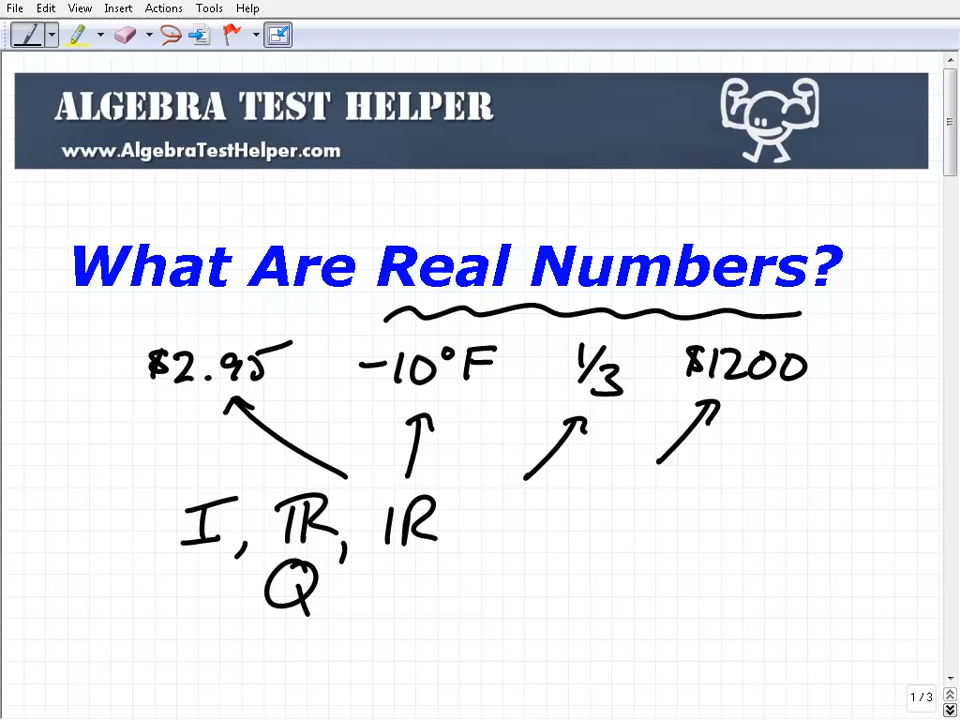 File Edit View Insert Actions Tools Help
ALGEBRA TEST HELPER
www.AlgebraTestHelper.com
What Are Real Numbers?
$2.95 -10°F 1/3 $1200
I, R, IR
Q
1 / 3